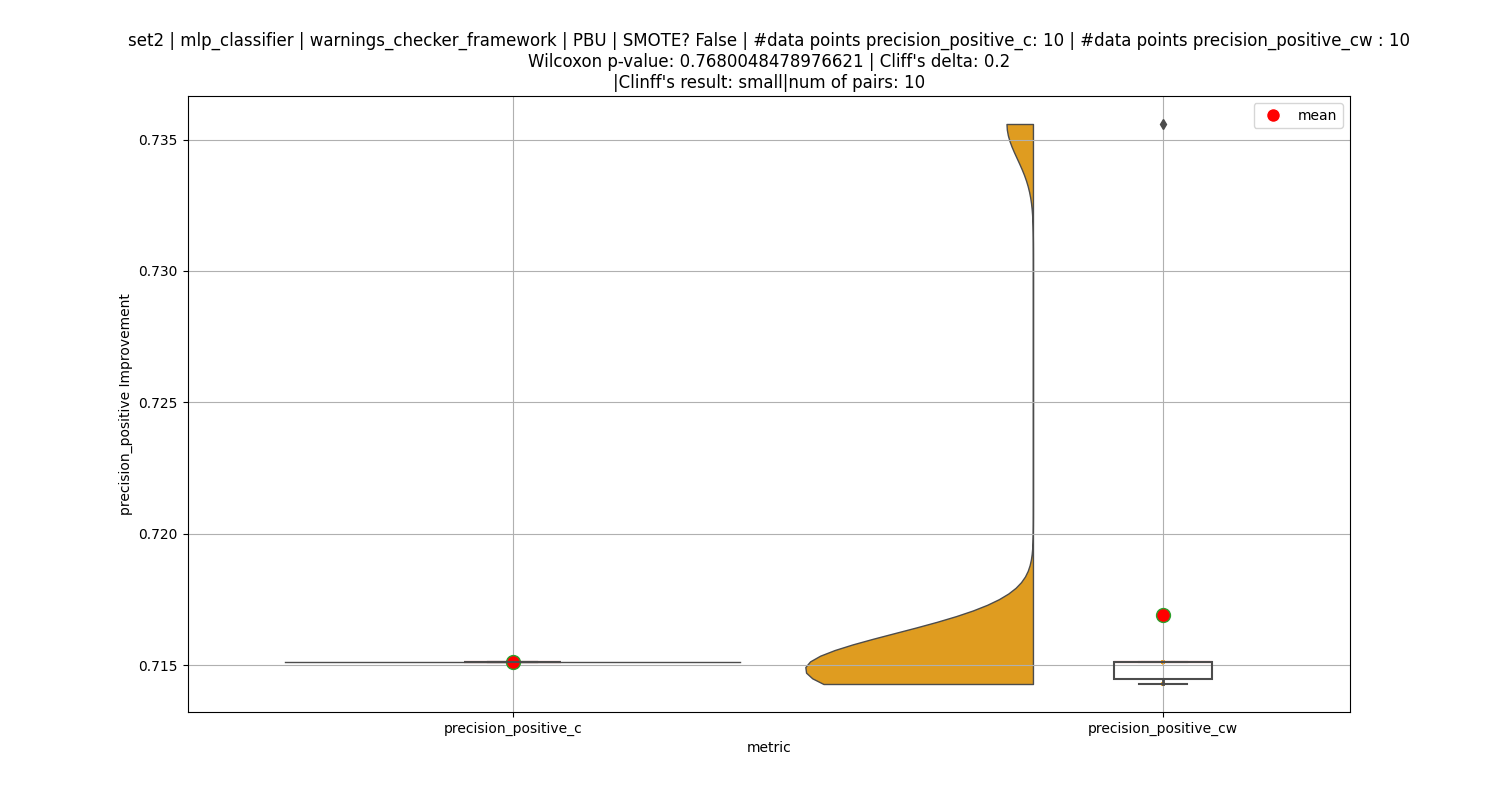 set2 | mlp_classifier | warnings_checker_framework | PBU | SMOTE? False | #data points precision_positive_c: 10 | #data points precision_positive_cw : 10
Wilcoxon p-value: 0.7680048478976621 | Cliff's delta: 0.2
|Clinff's result: small|num of pairs: 10
mean
0.735
0.730
0.725
0.720
0.715
precision_positive Improvement
precision_positive_c
precision_positive_cw
metric